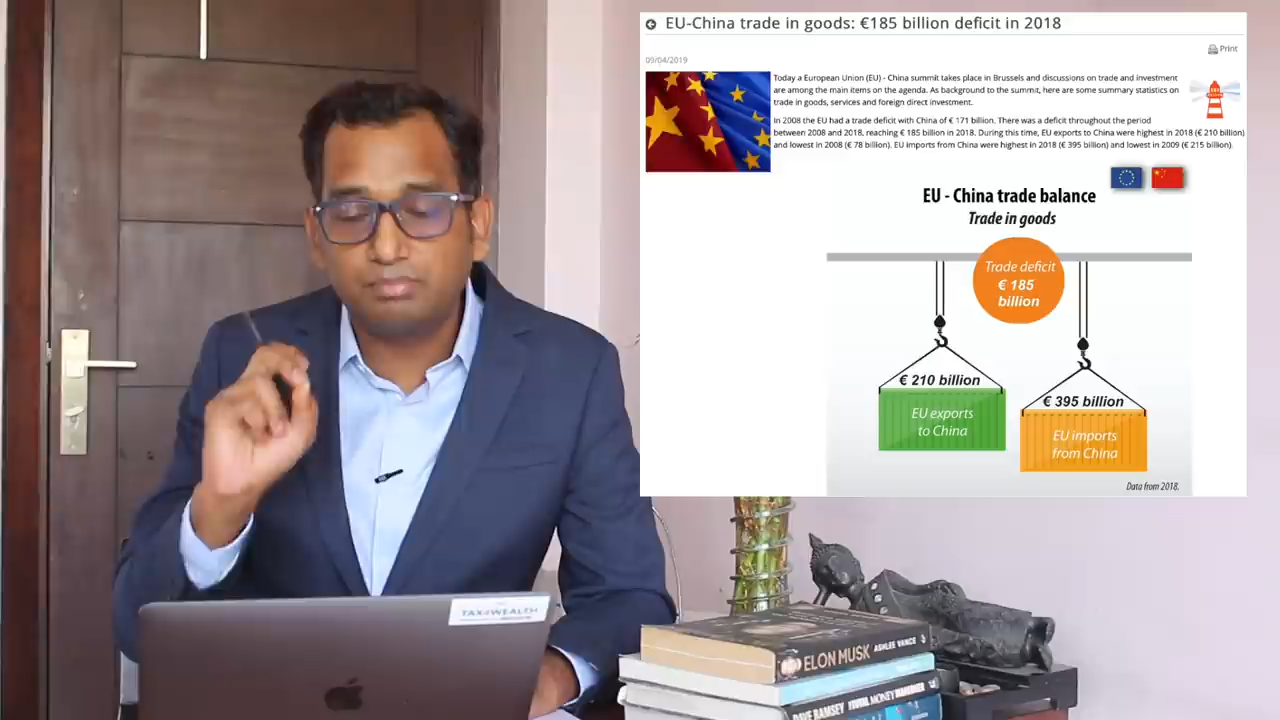 EU-China trade in goods: €185 billion deficit in 2018
Print
09/04/2019
Today a European Union (EU) - China summit takes place in Brussels and discussions on trade and investment
are among the main items on the agenda. As background to the summit, here are some summary statistics on
trade in goods, services and foreign direct investment.
In 2008 the EU had a trade deficit with China of € 171 billion. There was a deficit throughout the period
between 2008 and 2018, reaching € 185 billion in 2018. During this time, EU exports to China were highest in 2018 (€ 210 billion)
and lowest in 2008 (€ 78 billion). EU imports from China were highest in 2018 (€ 395 billion) and lowest in 2009 (€ 215 billion).
EU - China trade balance
Trade in goods
Trade deficit
€ 185
billion
€ 210 billion
EU exports
to China
€ 395 billion
EU imports
from China
Data from 2018.
TAX4WEALTH
ELON MUSK ASHLEE VANCE
DAVE RAMSEY MONEY MAKEOVER